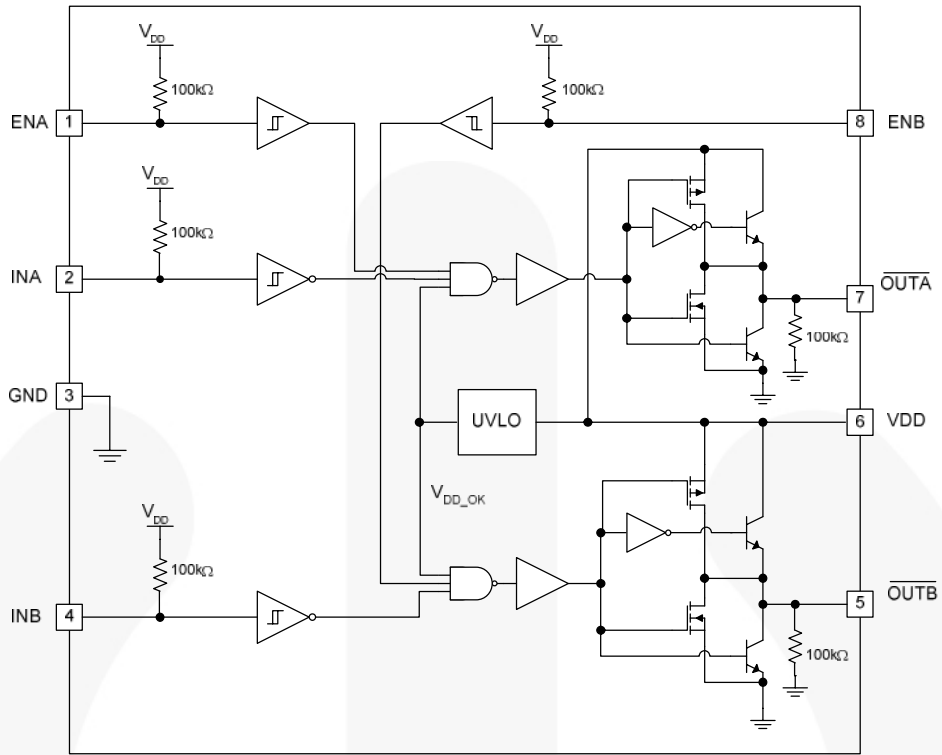 V_DD
V_DD
100kΩ
100kΩ
ENA
1
8
ENB
V_DD
100kΩ
INA
2
7
OUTA
100kΩ
GND
3
UVLO
6
VDD
V_DD_OK
V_DD
100kΩ
INB
4
5
OUTB
100kΩ